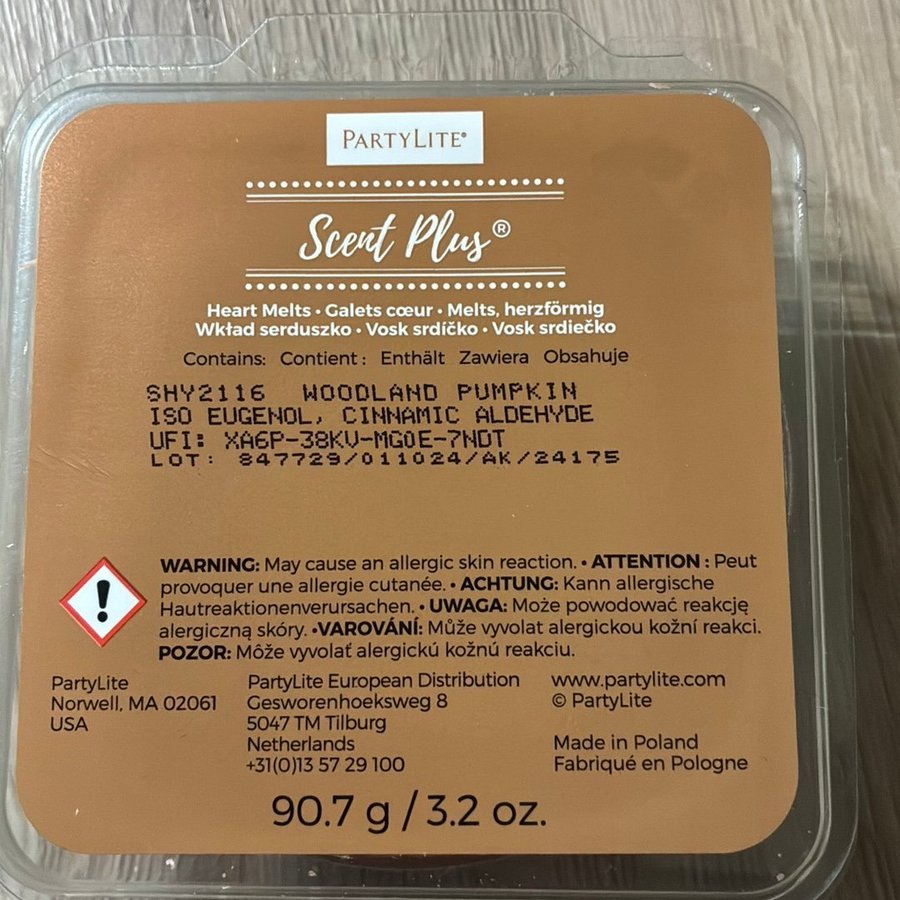 PARTYLITE®
Scent Plus®
Heart Melts • Galets cœur • Melts, herzförmig
Wkład serduszko • Vosk srdíčko • Vosk srdiečko
Contains: Contient : Enthält Zawiera Obsahuje
SHY2116 WOODLAND PUMPKIN
ISO EUGENOL, CINNAMIC ALDEHYDE
UFI: XA6P-38KV-MG0E-7NDT
LOT: 847729/011024/AK/24175
WARNING: May cause an allergic skin reaction. • ATTENTION : Peut
provoquer une allergie cutanée. • ACHTUNG: Kann allergische
Hautreaktionenverursachen. • UWAGA: Może powodować reakcję
alergiczną skóry. •VAROVÁNÍ: Může vyvolat alergickou kožní reakci.
POZOR: Môže vyvolať alergickú kožnú reakciu.
PartyLite
Norwell, MA 02061
USA
PartyLite European Distribution
Gesworenhoeksweg 8
5047 TM Tilburg
Netherlands
+31(0)13 57 29 100
www.partylite.com
© PartyLite
Made in Poland
Fabriqué en Pologne
90.7 g / 3.2 oz.